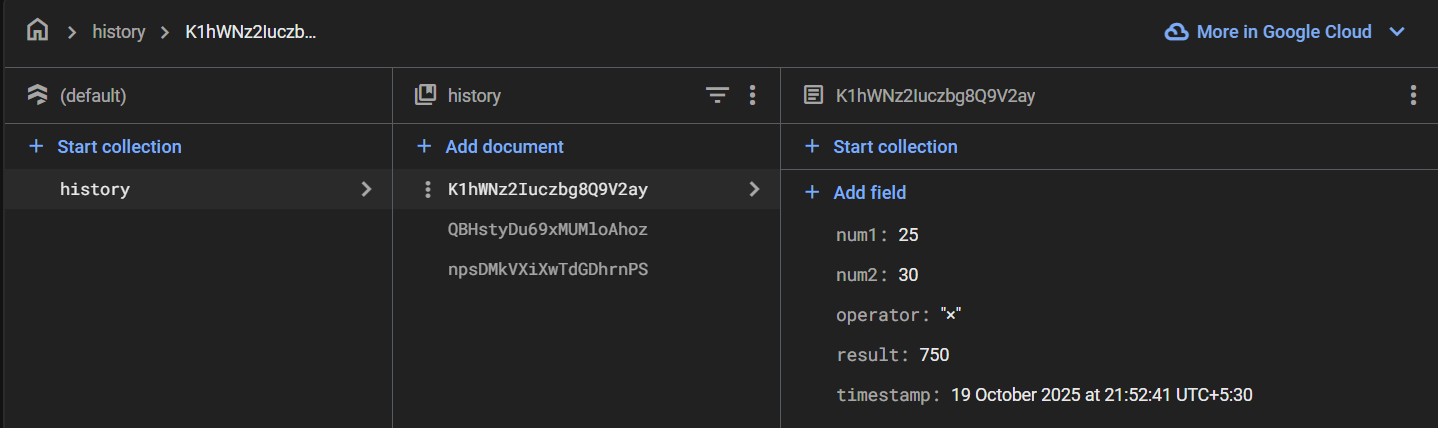 history K1hWNz2Iuczb… More in Google Cloud
(default) history K1hWNz2Iuczbg8Q9V2ay
+ Start collection + Add document + Start collection
history K1hWNz2Iuczbg8Q9V2ay + Add field
QBHstyDu69xMUMloAhoz
npsDMkVXiXwTdGDhrnPS
num1: 25
num2: 30
operator: "×"
result: 750
timestamp: 19 October 2025 at 21:52:41 UTC+5:30